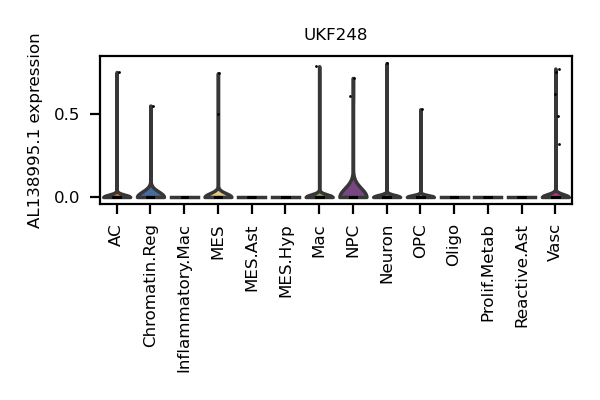 UKF248
AL138995.1 expression
0.5
0.0
AC
Chromatin.Reg
Inflammatory.Mac
MES
MES.Ast
MES.Hyp
Mac
NPC
Neuron
OPC
Oligo
Prolif.Metab
Reactive.Ast
Vasc